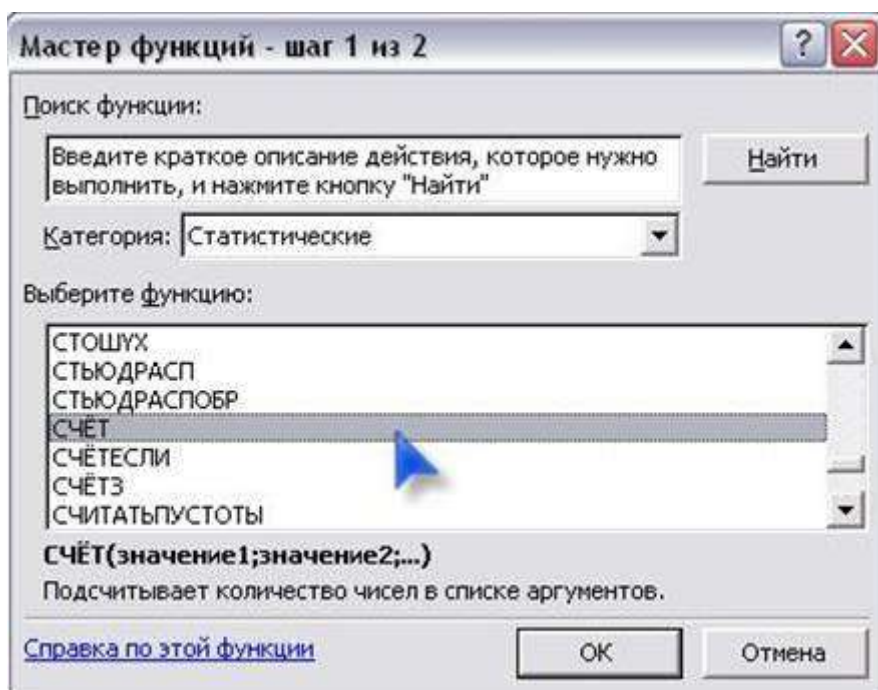 Мастер функций - шаг 1 из 2
Поиск функции:
Введите краткое описание действия, которое нужно
выполнить, и нажмите кнопку "Найти"
Найти
Категория: Статистические
Выберите функцию:
СТОШYX
СТЬЮДРАСП
СТЬЮДРАСПОБР
СЧЁТ
СЧЁТЕСЛИ
СЧЁТЗ
СЧИТАТЬПУСТОТЫ
СЧЁТ(значение1;значение2;...)
Подсчитывает количество чисел в списке аргументов.
Справка по этой функции
ОК
Отмена